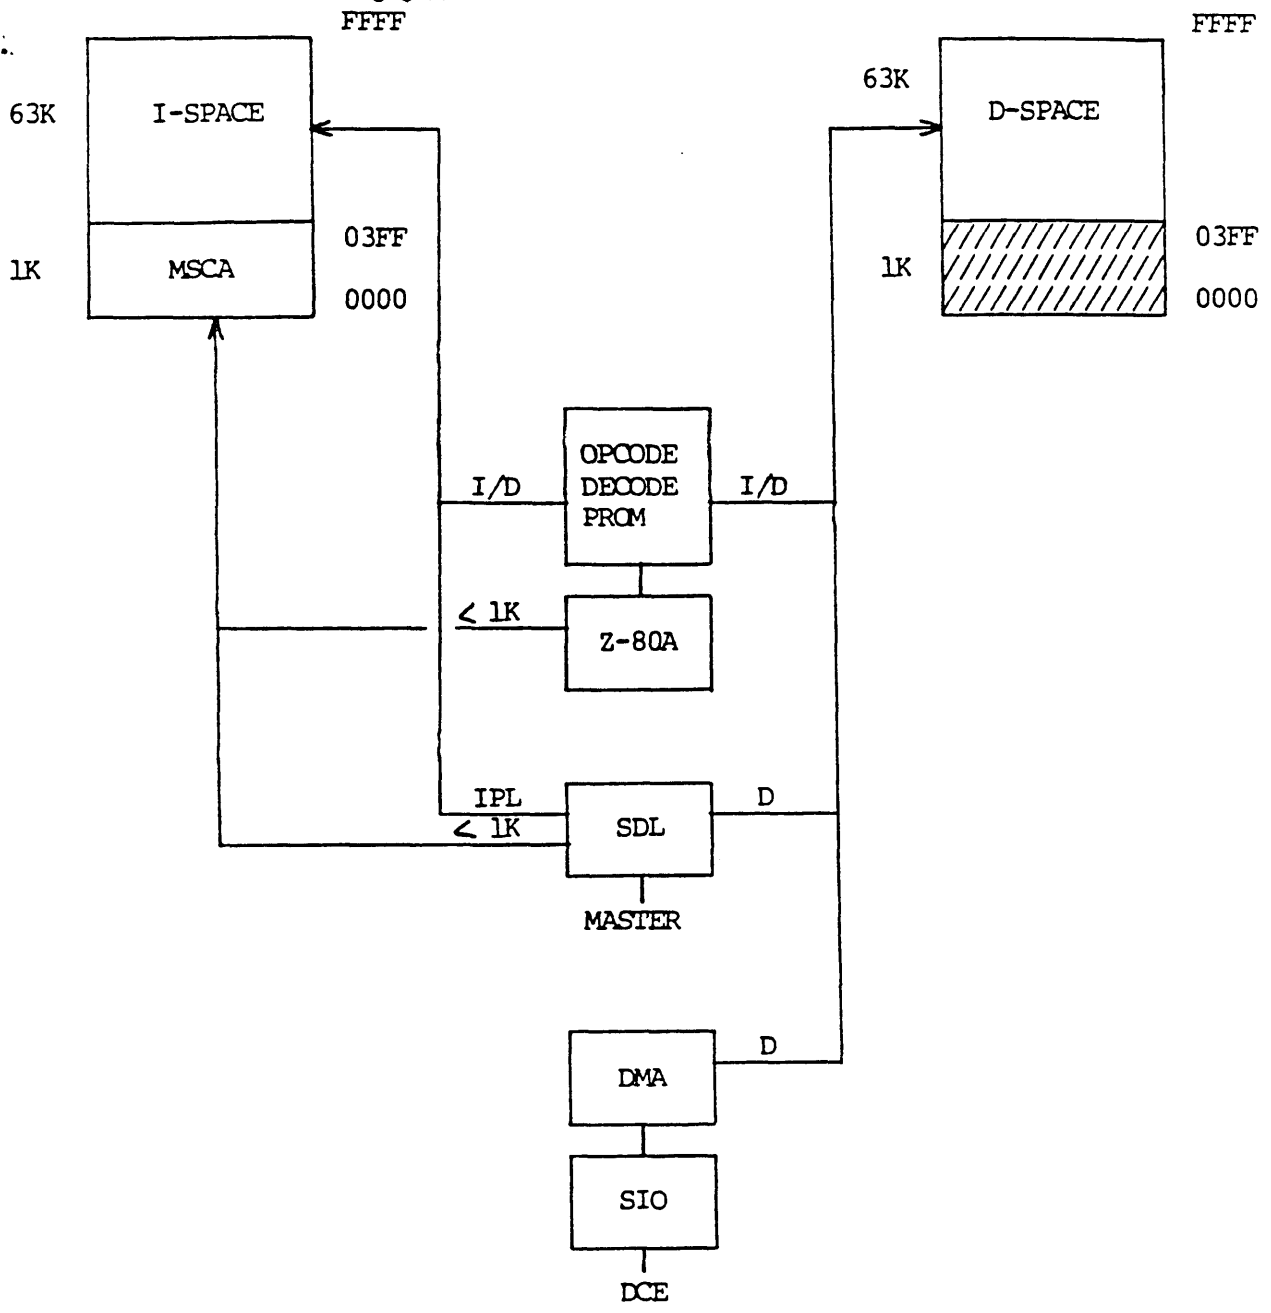 FFFF
FFFF
63K
I-SPACE
63K
D-SPACE
03FF
1K
MSCA
0000
03FF
1K
0000
OPCODE
DECODE
PROM
I/D
I/D
< 1K
Z-80A
IPL
< 1K
SDL
D
MASTER
DMA
D
SIO
DCE